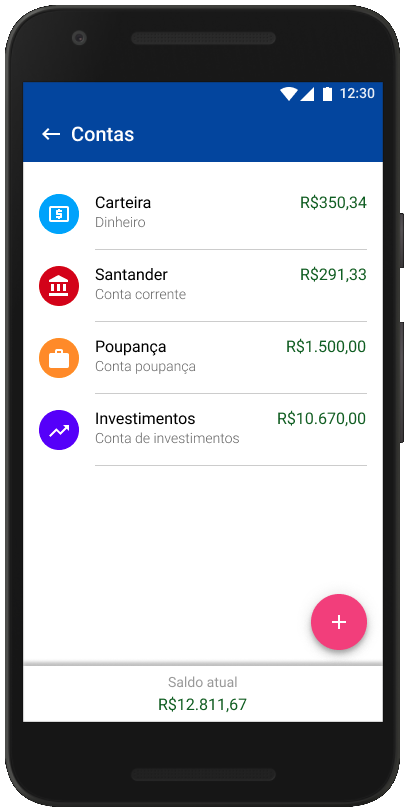 12:30
Contas
Carteira R$350,34
Dinheiro
Santander R$291,33
Conta corrente
Poupança R$1.500,00
Conta poupança
Investimentos R$10.670,00
Conta de investimentos
Saldo atual
R$12.811,67